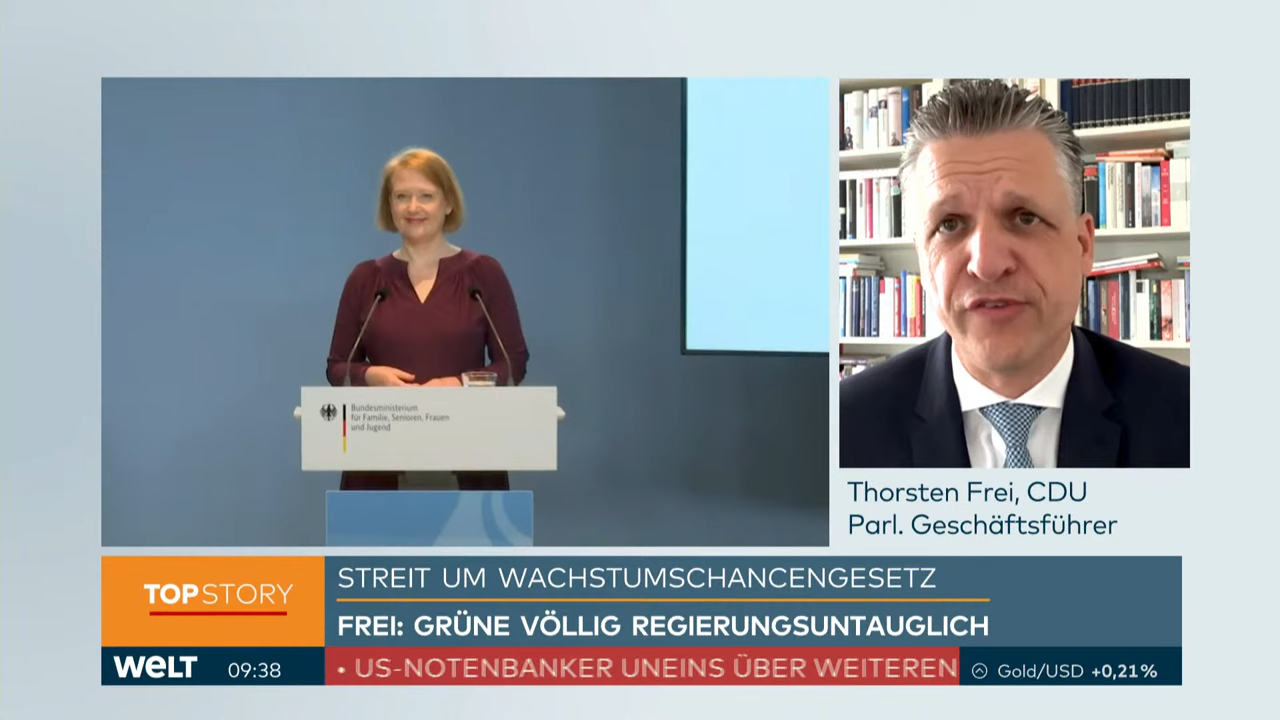 Bundesministerium
für Familie, Senioren, Frauen
und Jugend
Thorsten Frei, CDU
Parl. Geschäftsführer
TOPSTORY
STREIT UM WACHSTUMSCHANCENGESETZ
FREI: GRÜNE VÖLLIG REGIERUNGSUNTAUGLICH
WELT 09:38 • US-NOTENBANKER UNEINS ÜBER WEITEREN Gold/USD +0,21%